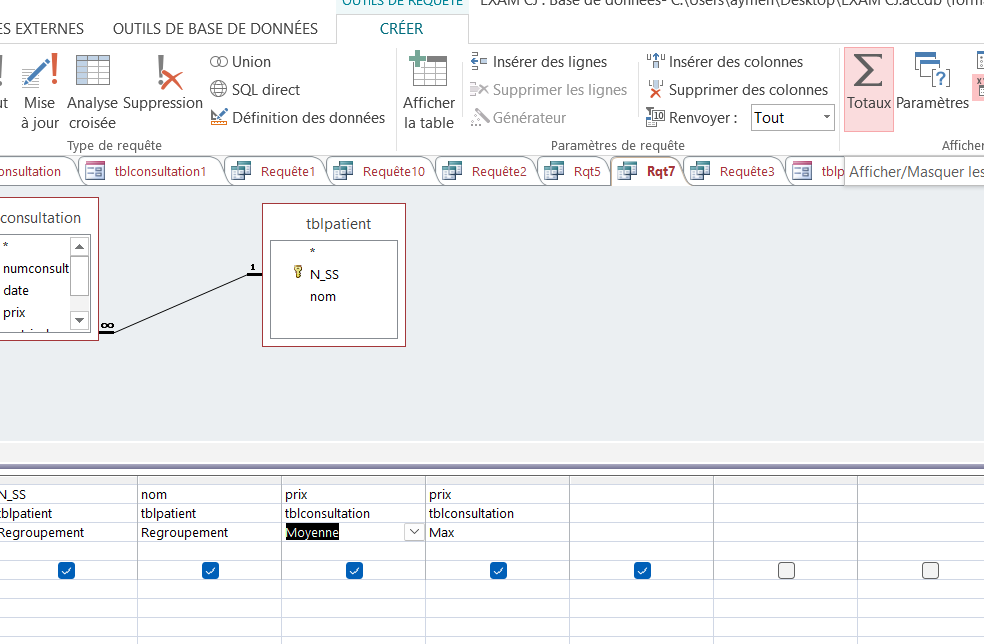 OUTILS DE REQUÊTE
EXAM CJ : Base de données- C:\Users\aymen\Desktop\EXAM CJ.accdb (forma
ES EXTERNES
OUTILS DE BASE DE DONNÉES
CRÉER
ut
Mise
à jour
Analyse
croisée
Suppression
Union
SQL direct
Définition des données
Afficher
la table
Insérer des lignes
Supprimer les lignes
Générateur
Insérer des colonnes
Supprimer des colonnes
Renvoyer :
Tout
Totaux
Paramètres
Type de requête
Paramètres de requête
Afficher
onsultation
tblconsultation1
Requête1
Requête10
Requête2
Rqt5
Rqt7
Requête3
tblp
Afficher/Masquer les
consultation
*
numconsult
date
prix
∞
1
tblpatient
*
N_SS
nom
N_SS nom prix prix
tblpatient tblpatient tblconsultation tblconsultation
Regroupement Regroupement Moyenne Max